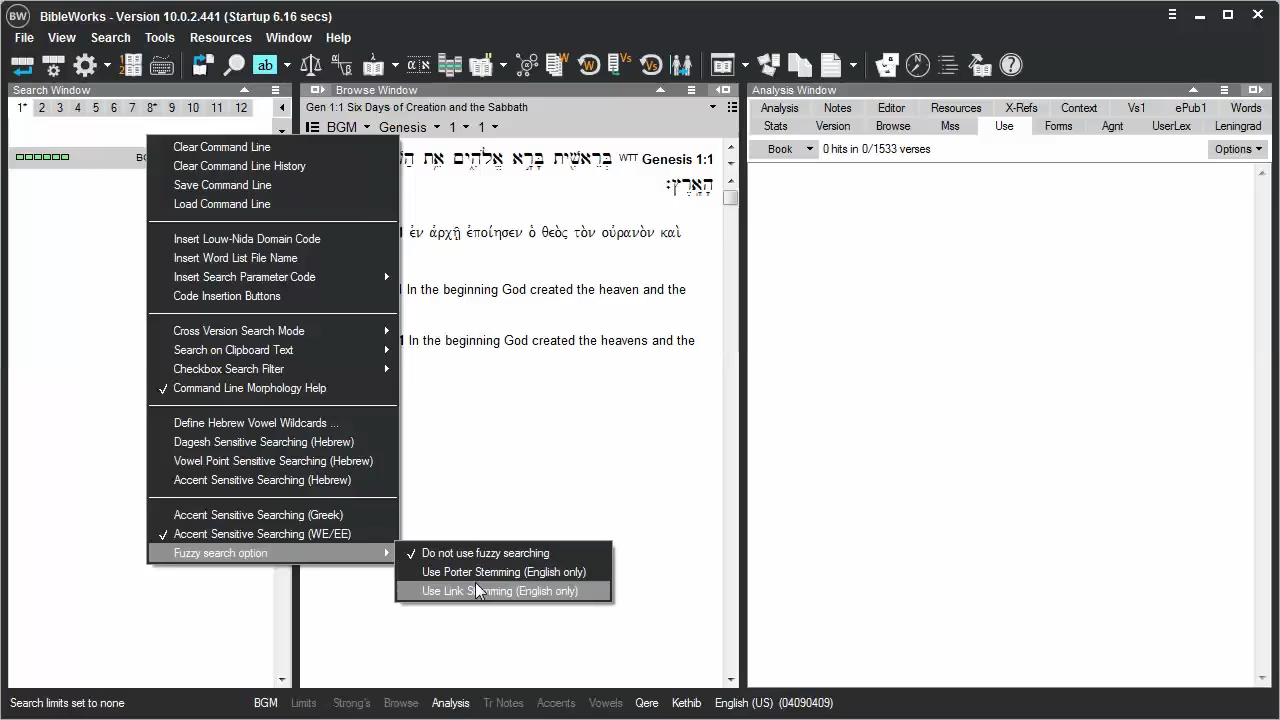 BW BibleWorks - Version 10.0.2.441 (Startup 6.16 secs)
File View Search Tools Resources Window Help
Search Window
1* 2 3 4 5 6 7 8* 9 10 11 12
Clear Command Line
Clear Command Line History
Save Command Line
Load Command Line
Insert Louw-Nida Domain Code
Insert Word List File Name
Insert Search Parameter Code
Code Insertion Buttons
Cross Version Search Mode
Search on Clipboard Text
Checkbox Search Filter
Command Line Morphology Help
Define Hebrew Vowel Wildcards ...
Dagesh Sensitive Searching (Hebrew)
Vowel Point Sensitive Searching (Hebrew)
Accent Sensitive Searching (Hebrew)
Accent Sensitive Searching (Greek)
Accent Sensitive Searching (WE/EE)
Fuzzy search option
Do not use fuzzy searching
Use Porter Stemming (English only)
Use Link Stemming (English only)
Browse Window
Gen 1:1 Six Days of Creation and the Sabbath
BGM Genesis 1 1
WTT Genesis 1:1 בְּרֵאשִׁ֖ית בָּרָ֣א אֱלֹהִ֑ים אֵ֥ת
הָאָֽרֶץ׃
ἐν ἀρχῇ ἐποίησεν ὁ θεὸς τὸν οὐρανὸν καὶ
In the beginning God created the heaven and the
1 In the beginning God created the heavens and the
Analysis Window
Analysis Notes Editor Resources X-Refs Context Vs1 ePub1 Words
Stats Version Browse Mss Use Forms Agnt UserLex Leningrad
Book 0 hits in 0/1533 verses Options
Search limits set to none BGM Limits Strong's Browse Analysis Tr Notes Accents Vowels Qere Kethib English (US) (04090409)